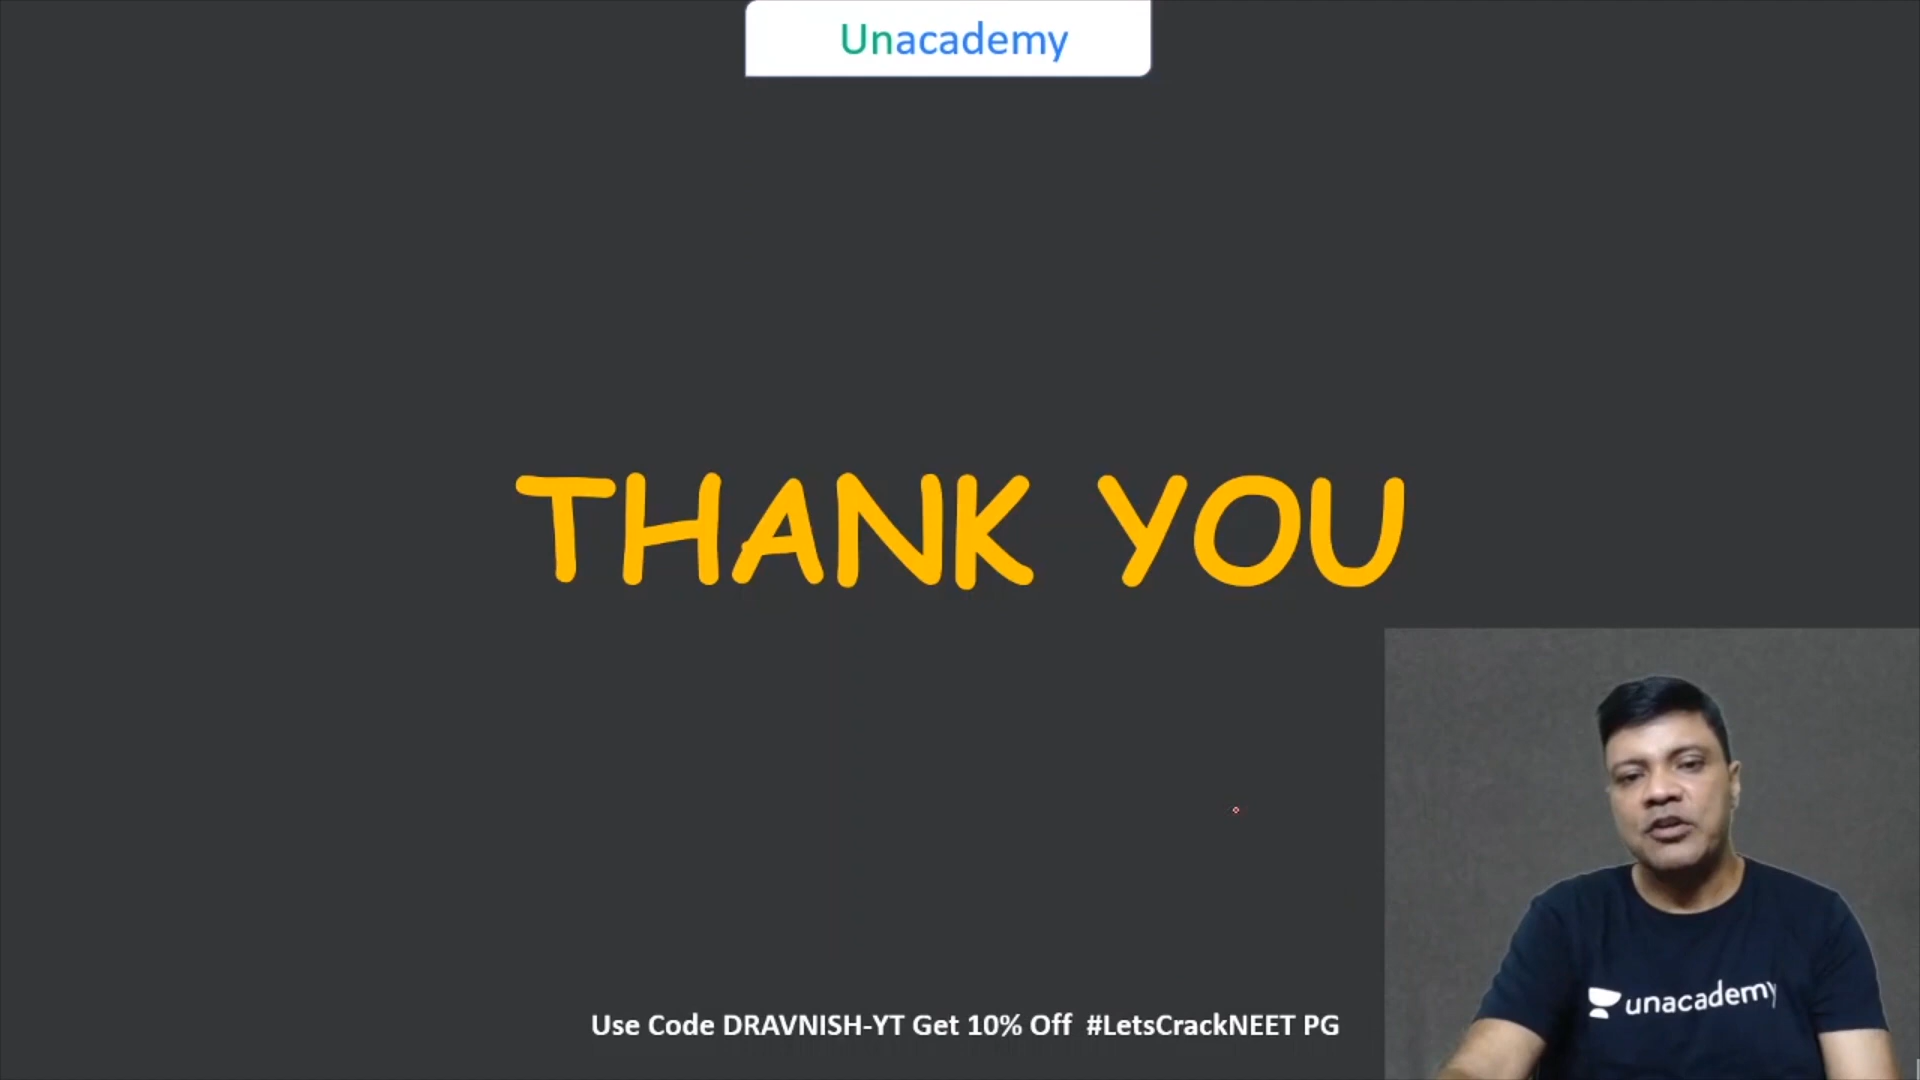 Unacademy
THANK YOU
unacademy
Use Code DRAVNISH-YT Get 10% Off #LetsCrackNEET PG